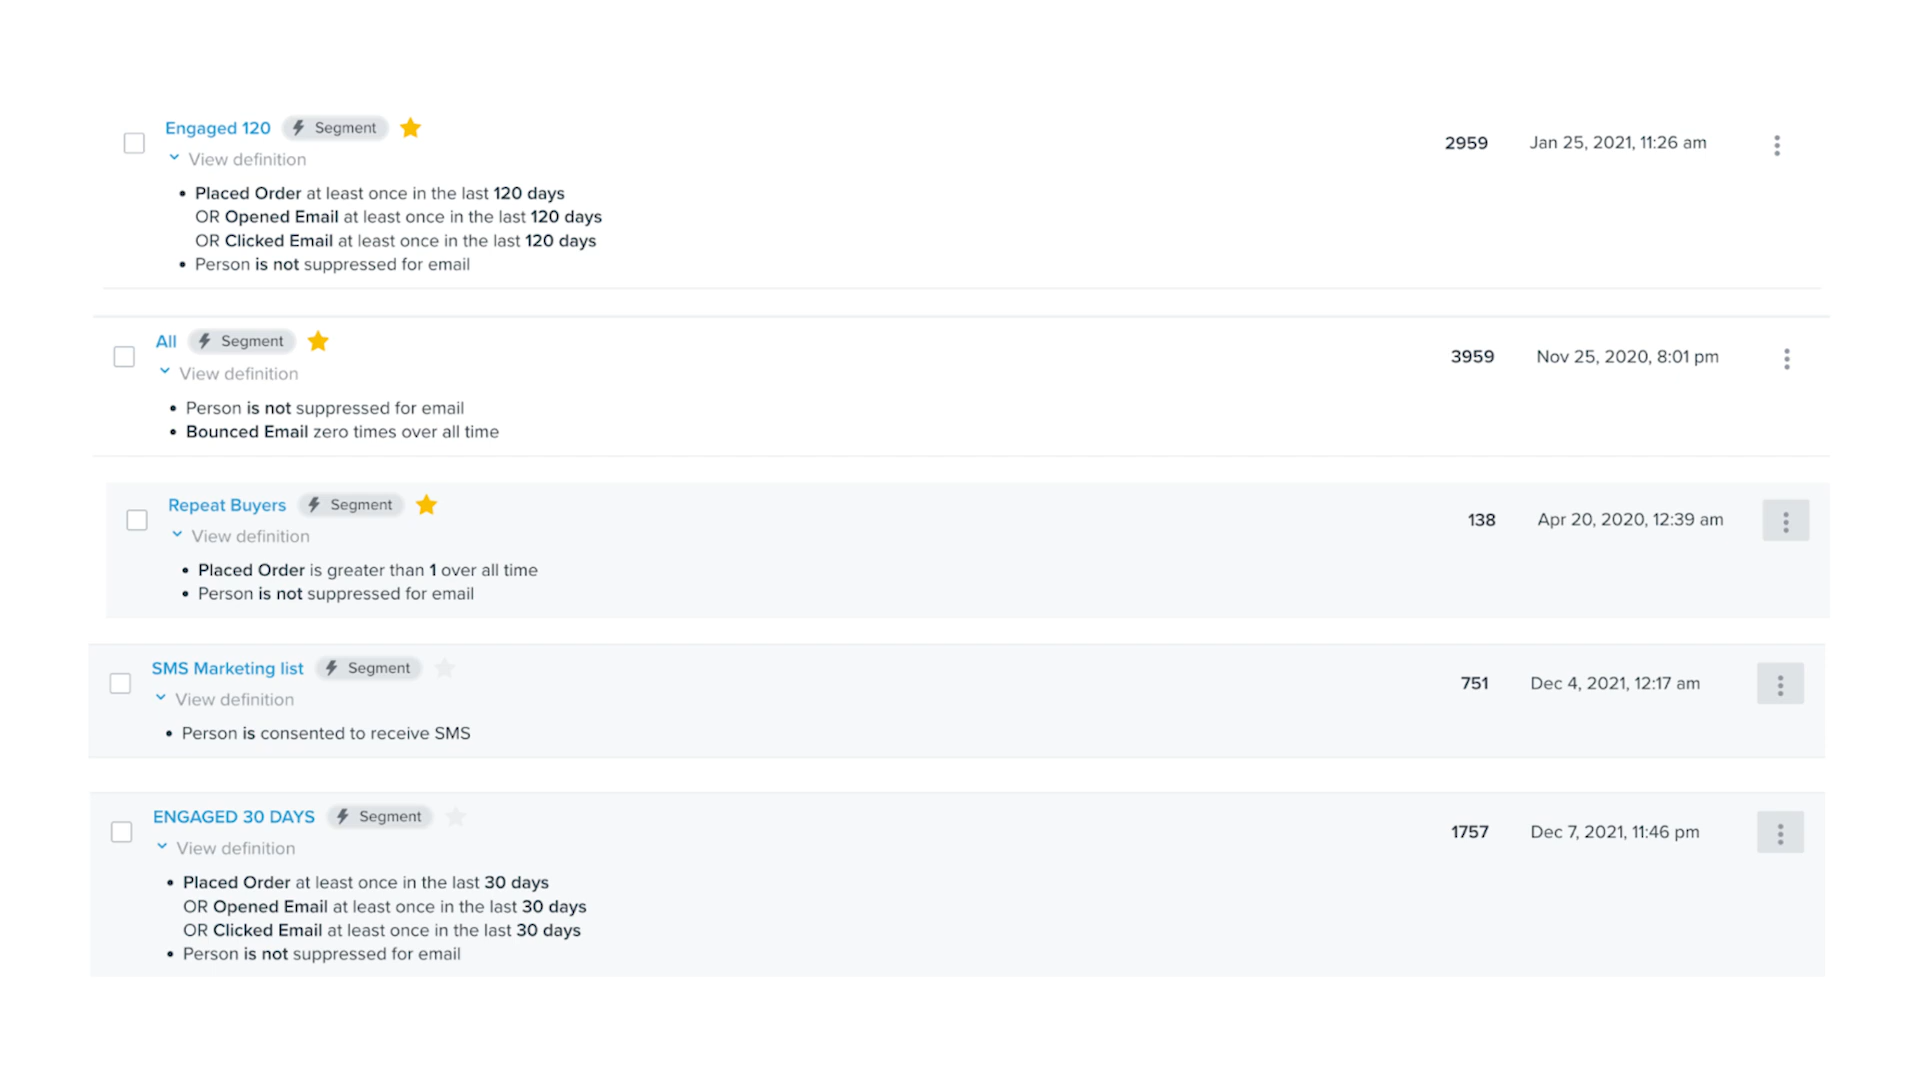 Engaged 120 Segment
View definition
2959 Jan 25, 2021, 11:26 am
• Placed Order at least once in the last 120 days
OR Opened Email at least once in the last 120 days
OR Clicked Email at least once in the last 120 days
• Person is not suppressed for email
All Segment
View definition
3959 Nov 25, 2020, 8:01 pm
• Person is not suppressed for email
• Bounced Email zero times over all time
Repeat Buyers Segment
View definition
138 Apr 20, 2020, 12:39 am
• Placed Order is greater than 1 over all time
• Person is not suppressed for email
SMS Marketing list Segment
View definition
751 Dec 4, 2021, 12:17 am
• Person is consented to receive SMS
ENGAGED 30 DAYS Segment
View definition
1757 Dec 7, 2021, 11:46 pm
• Placed Order at least once in the last 30 days
OR Opened Email at least once in the last 30 days
OR Clicked Email at least once in the last 30 days
• Person is not suppressed for email